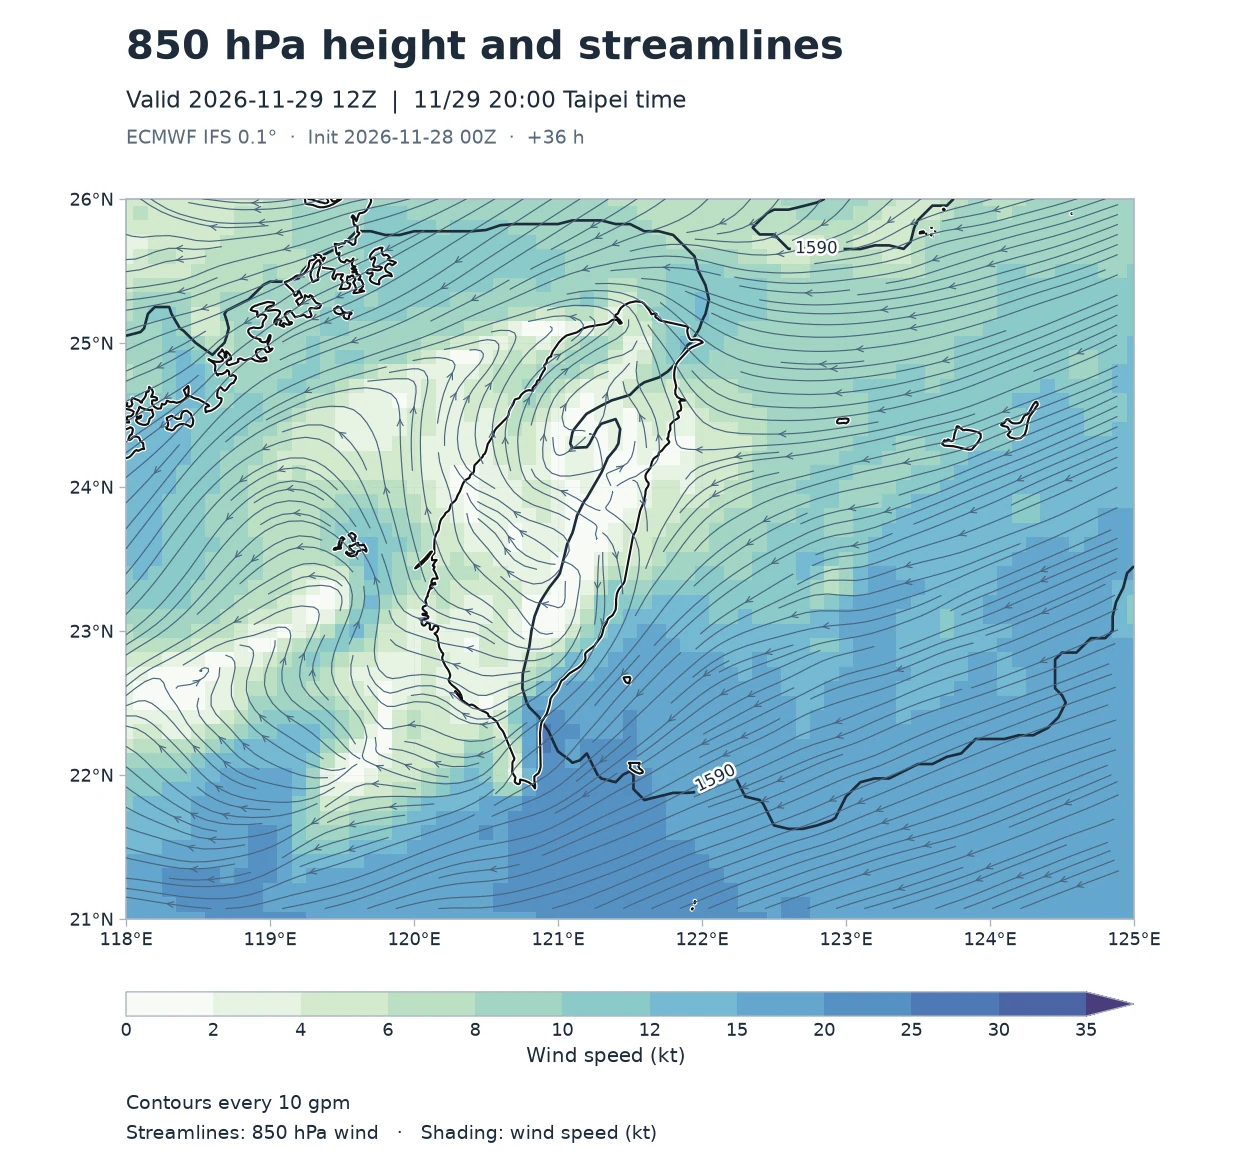 850 hPa height and streamlines
Valid 2026-11-29 12Z | 11/29 20:00 Taipei time
ECMWF IFS 0.1° · Init 2026-11-28 00Z · +36 h
26°N
1590
25°N
24°N
23°N
22°N
1590
21°N
118°E 119°E 120°E 121°E 122°E 123°E 124°E 125°E
0 2 4 6 8 10 12 15 20 25 30 35
Wind speed (kt)
Contours every 10 gpm
Streamlines: 850 hPa wind · Shading: wind speed (kt)